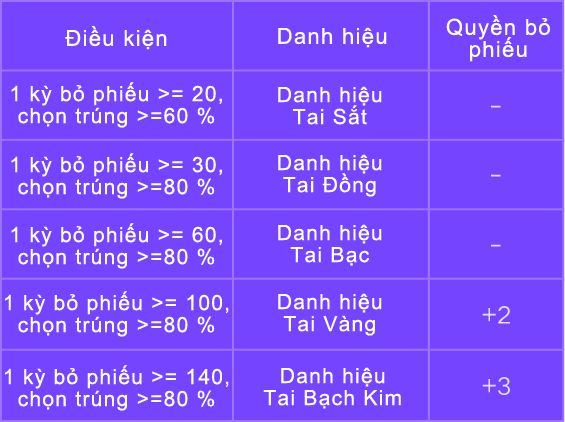 Điều kiện
Danh hiệu
Quyền bỏ
phiếu
1 kỳ bỏ phiếu >= 20,
chọn trúng >=60 %
Danh hiệu
Tai Sắt
-
1 kỳ bỏ phiếu >= 30,
chọn trúng >=80 %
Danh hiệu
Tai Đồng
-
1 kỳ bỏ phiếu >= 60,
chọn trúng >=80 %
Danh hiệu
Tai Bạc
-
1 kỳ bỏ phiếu >= 100,
chọn trúng >=80 %
Danh hiệu
Tai Vàng
+2
1 kỳ bỏ phiếu >= 140,
chọn trúng >=80 %
Danh hiệu
Tai Bạch Kim
+3